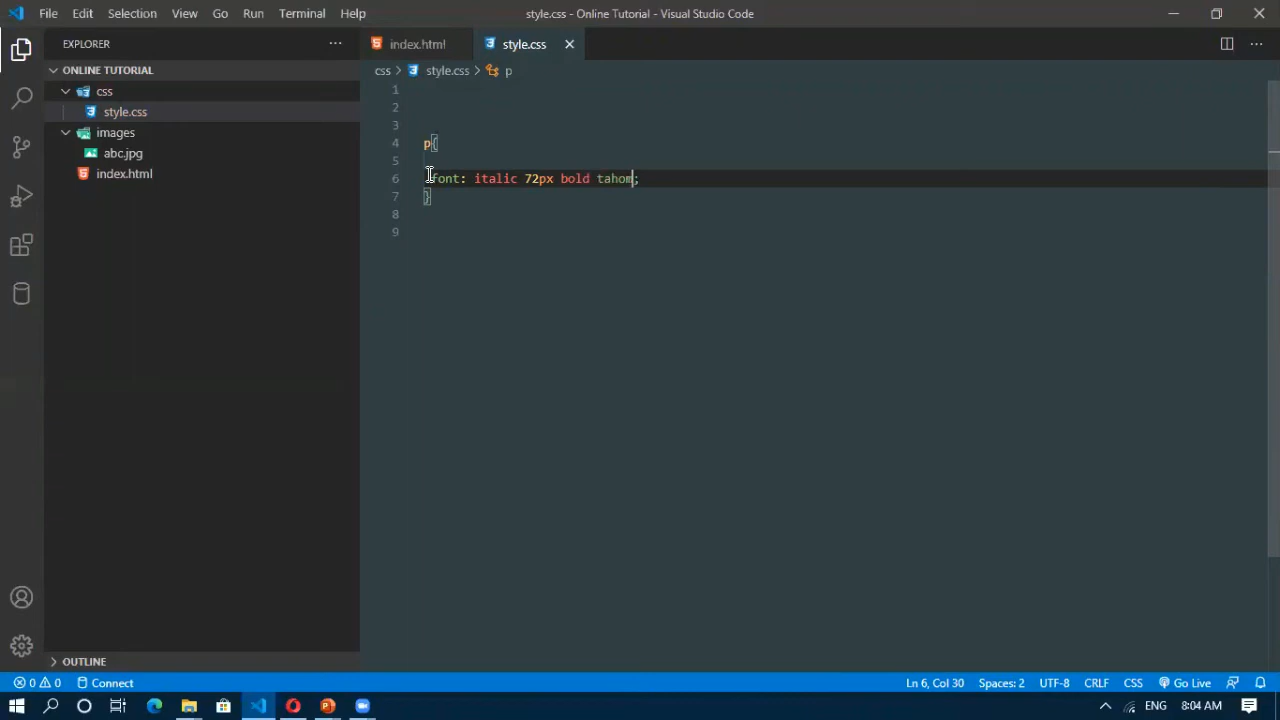 File Edit Selection View Go Run Terminal Help
style.css - Online Tutorial - Visual Studio Code
EXPLORER
index.html
style.css
ONLINE TUTORIAL
css > style.css > p
css
style.css
images
abc.jpg
index.html
1
2
3
4 p{
5
6 font: italic 72px bold tahom;
7 }
8
9
OUTLINE
0 0 Connect
Ln 6, Col 30 Spaces: 2 UTF-8 CRLF CSS Go Live
ENG 8:04 AM